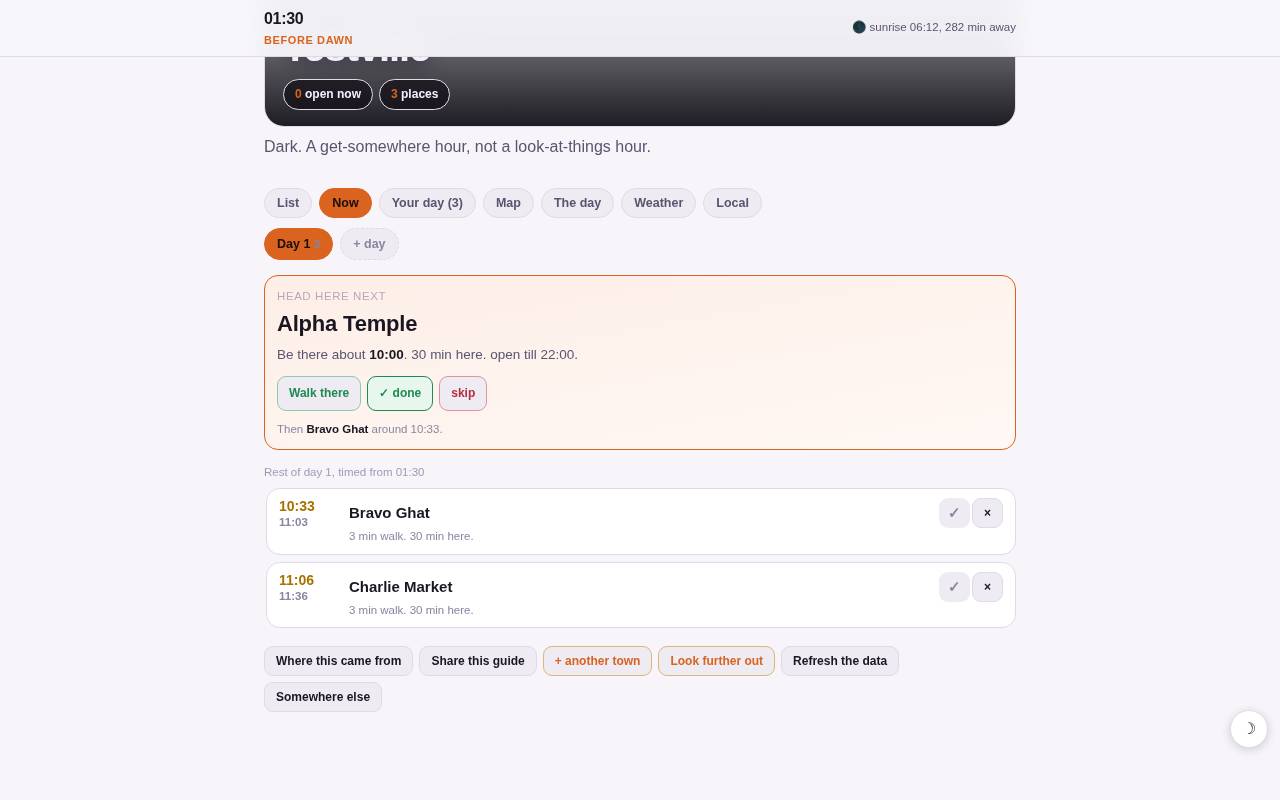 01:30
BEFORE DAWN
sunrise 06:12, 282 min away
0 open now
3 places
Dark. A get-somewhere hour, not a look-at-things hour.
List
Now
Your day (3)
Map
The day
Weather
Local
Day 1
+ day
HEAD HERE NEXT
Alpha Temple
Be there about 10:00. 30 min here. open till 22:00.
Walk there
✓ done
skip
Then Bravo Ghat around 10:33.
Rest of day 1, timed from 01:30
10:33
11:03
Bravo Ghat
3 min walk. 30 min here.
✓
×
11:06
11:36
Charlie Market
3 min walk. 30 min here.
✓
×
Where this came from
Share this guide
+ another town
Look further out
Refresh the data
Somewhere else